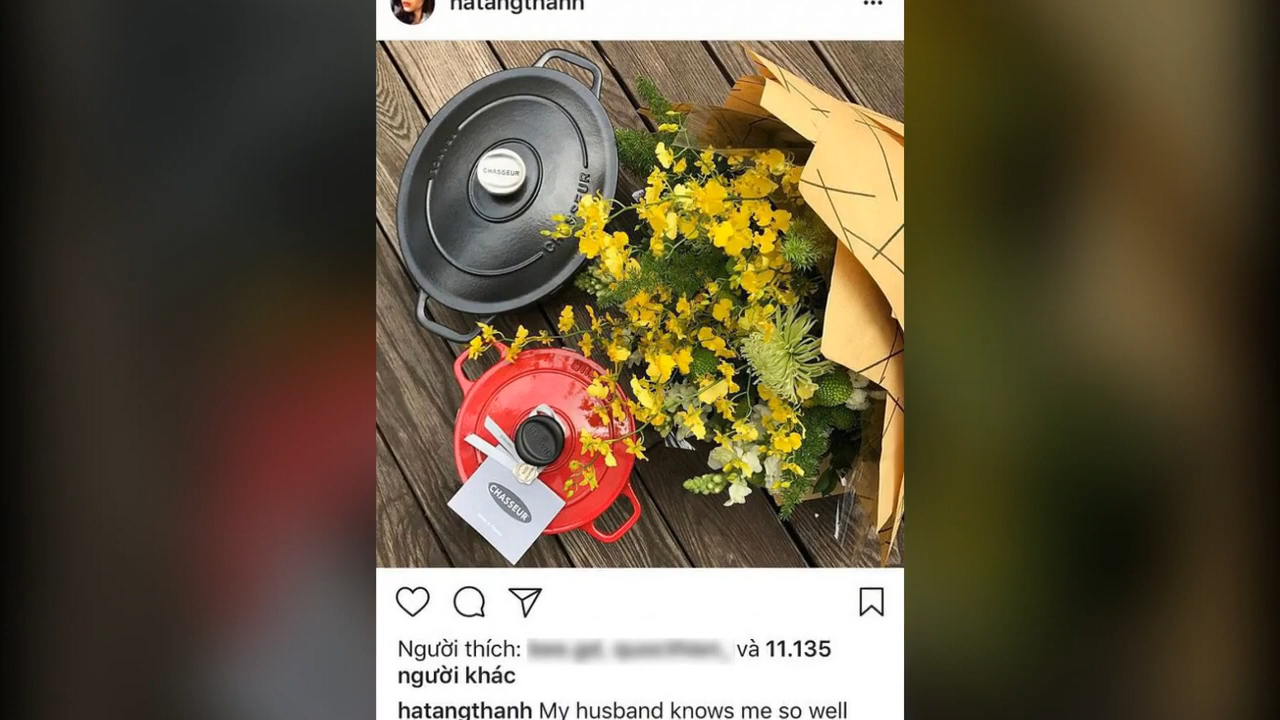 hatangthanh
CHASSEUR
CHASSEUR
CHASSEUR
Người thích:
và 11.135
người khác
hatangthanh My husband knows me so well